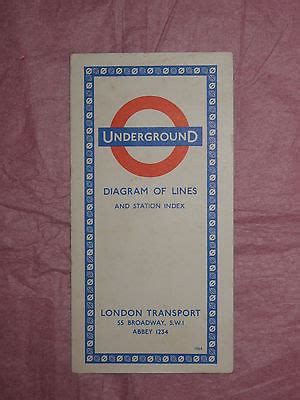 UNDERGROUND
DIAGRAM OF LINES
AND STATION INDEX
LONDON TRANSPORT
55 BROADWAY, S.W.1
ABBEY 1234